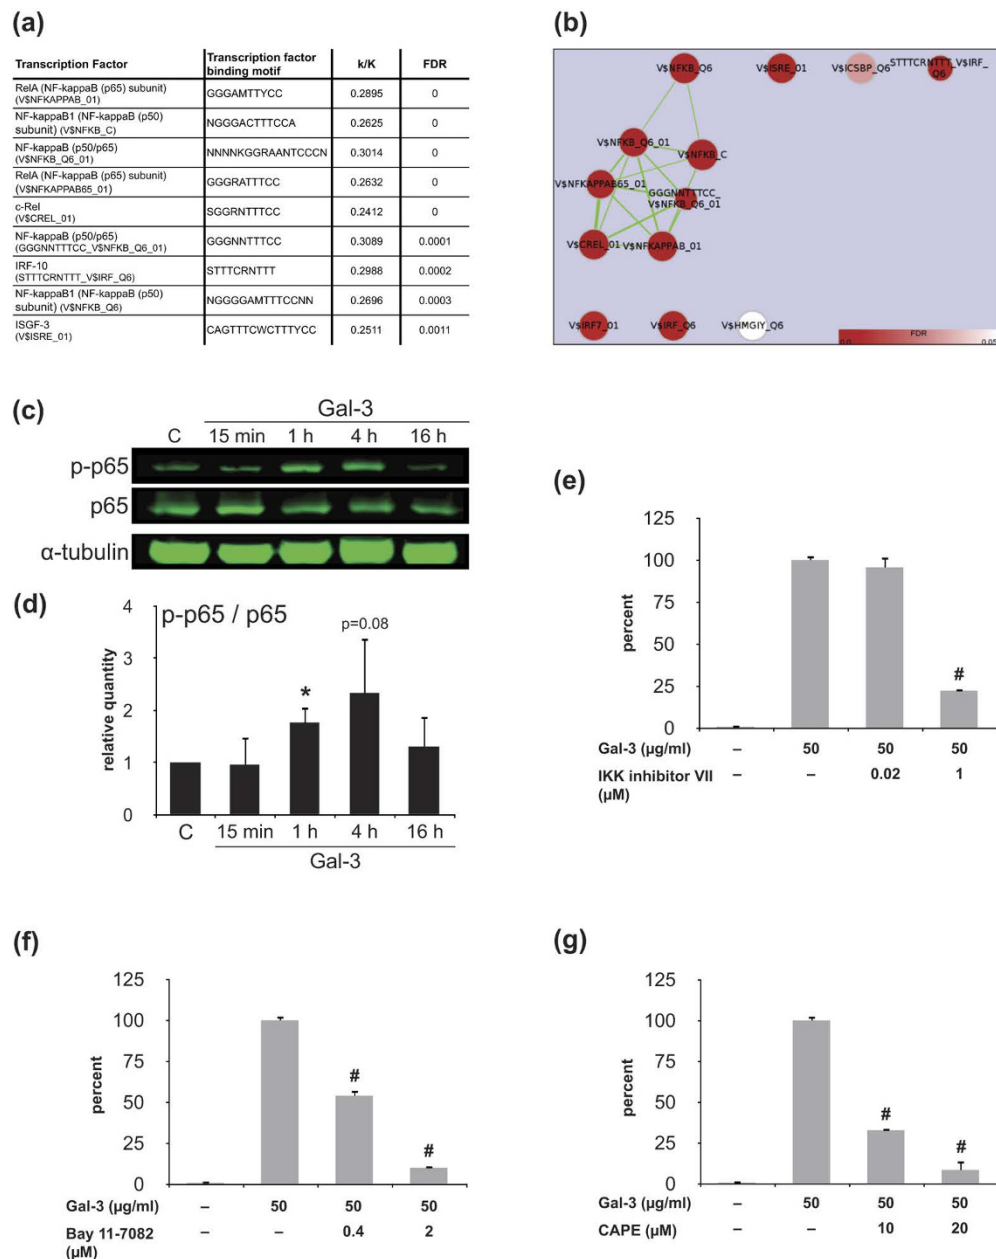 (a)
Transcription Factor
Transcription factor
binding motif
k/K
FDR
RelA (NF-kappaB (p65) subunit)
(V$NFKAPPAB_01)
GGGAMTTYCC
0.2895
0
NF-kappaB1 (NF-kappaB (p50)
subunit) (V$NFKB_C)
NGGGACTTTCCA
0.2625
0
NF-kappaB (p50/p65)
(V$NFKB_Q6_01)
NNNNKGGRAANTCCCN
0.3014
0
RelA (NF-kappaB (p65) subunit)
(V$NFKAPPAB65_01)
GGGRATTTCC
0.2632
0
c-Rel
(V$CREL_01)
SGGRNTTTCC
0.2412
0
NF-kappaB (p50/p65)
(GGGNNTTTCC_V$NFKB_Q6_01)
GGGNNTTTCC
0.3089
0.0001
IRF-10
(STTTCRNTTT_V$IRF_Q6)
STTTCRNTTT
0.2988
0.0002
NF-kappaB1 (NF-kappaB (p50)
subunit) (V$NFKB_Q6)
NGGGGAMTTTCCNN
0.2696
0.0003
ISGF-3
(V$ISRE_01)
CAGTTTCWCTTTYCC
0.2511
0.0011
(b)
V$NFKB_Q6
V$ISRE_01
V$ICSBP_Q6
STTTCRNTTT_V$IRF_
Q6
V$NFKB_Q6_01
V$NFKB_C
V$NFKAPPAB65_01
GGGNNTTTCC_
V$NFKB_Q6_01
V$CREL_01
V$NFKAPPAB_01
V$IRF7_01
V$IRF_Q6
V$HMGIY_Q6
FDR
0.0
0.05
(c)
Gal-3
C
15 min
1 h
4 h
16 h
p-p65
p65
α-tubulin
(d)
p-p65 / p65
relative quantity
4
3
2
1
0
*
p=0.08
C
15 min
1 h
4 h
16 h
Gal-3
(e)
percent
125
100
75
50
25
0
#
Gal-3 (µg/ml)
–
50
50
50
IKK inhibitor VII
(µM)
–
–
0.02
1
(f)
percent
125
100
75
50
25
0
#
#
Gal-3 (µg/ml)
–
50
50
50
Bay 11-7082
(µM)
–
–
0.4
2
(g)
percent
125
100
75
50
25
0
#
#
Gal-3 (µg/ml)
–
50
50
50
CAPE (µM)
–
–
10
20